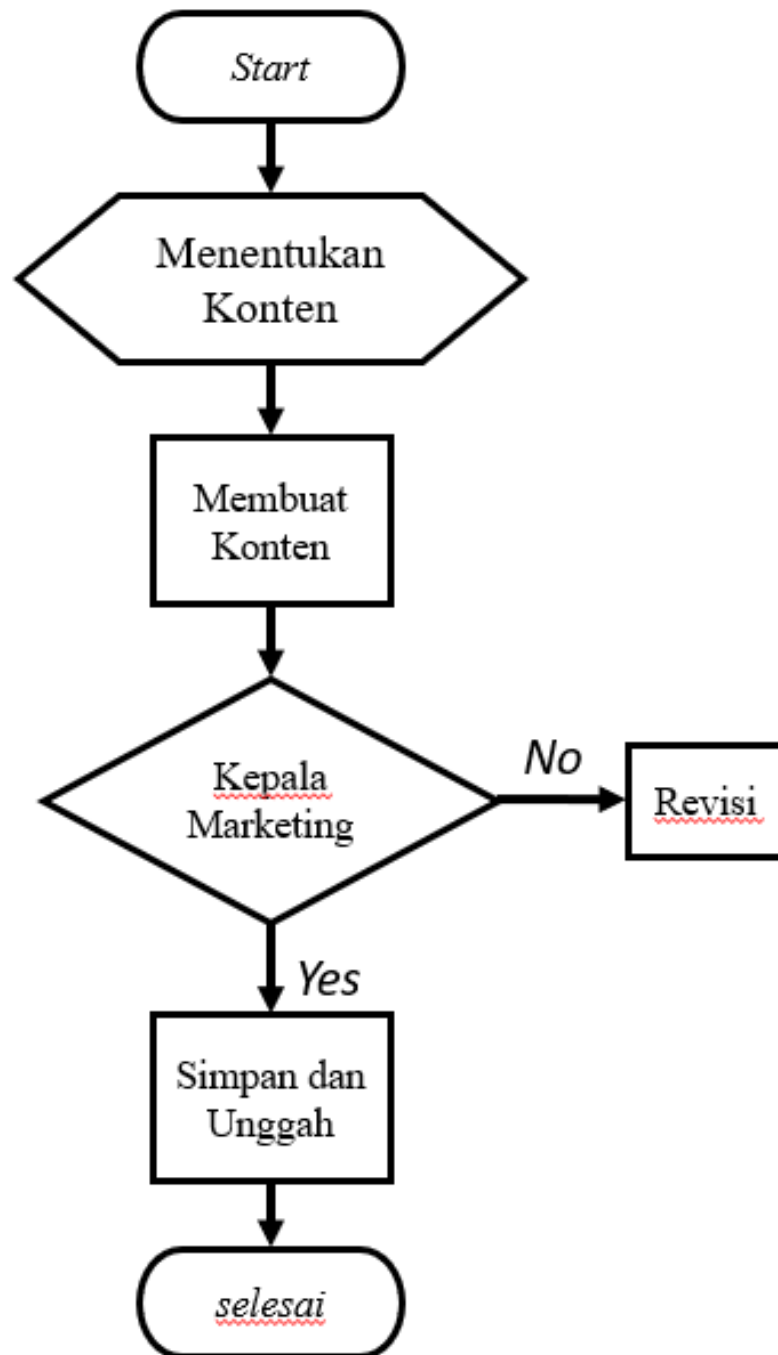 Start
Menentukan
Konten
Membuat
Konten
Kepala
Marketing
No
Revisi
Yes
Simpan dan
Unggah
selesai